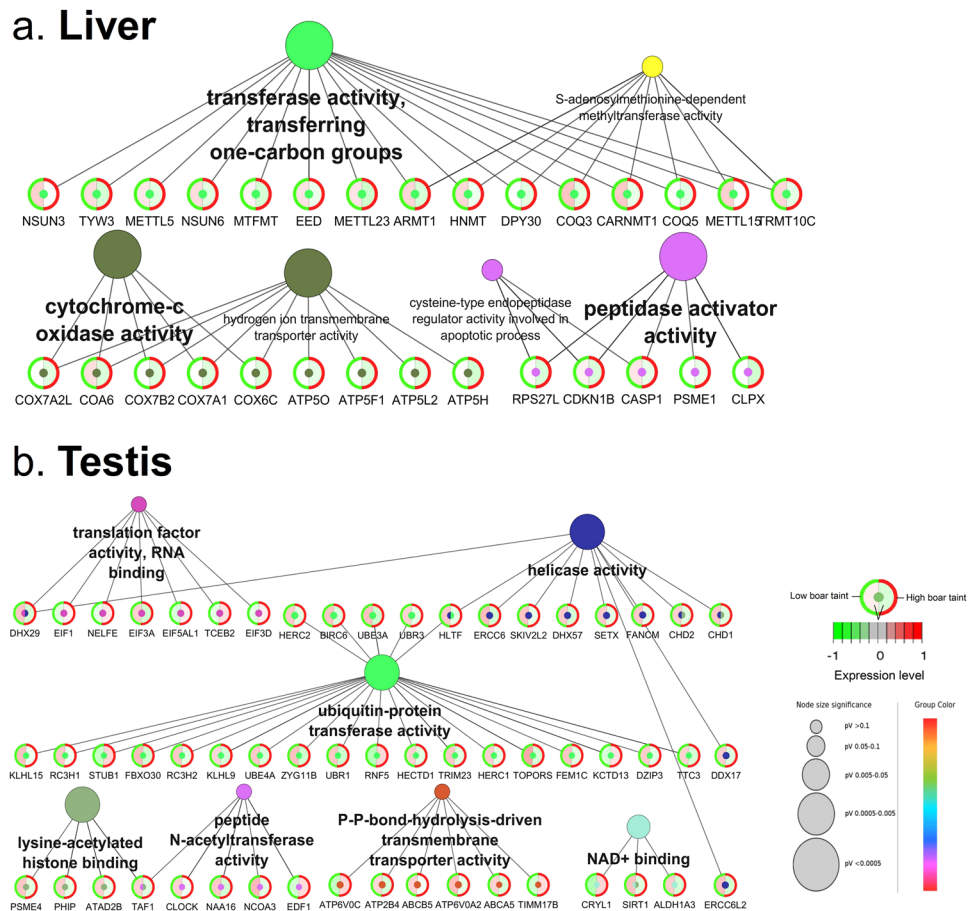 a. Liver
transferase activity,
transferring
one-carbon groups
S-adenosylmethionine-dependent
methyltransferase activity
NSUN3 TYW3 METTL5 NSUN6 MTFMT EED METTL23 ARMT1 HNMT DPY30 COQ3 CARNMT1 COQ5 METTL15 TRMT10C
cytochrome-c
oxidase activity
hydrogen ion transmembrane
transporter activity
cysteine-type endopeptidase
regulator activity involved in
apoptotic process
peptidase activator
activity
COX7A2L COA6 COX7B2 COX7A1 COX6C ATP5O ATP5F1 ATP5L2 ATP5H RPS27L CDKN1B CASP1 PSME1 CLPX
b. Testis
translation factor
activity, RNA
binding
helicase activity
DHX29 EIF1 NELFE EIF3A EIF5AL1 TCEB2 EIF3D HERC2 BIRC6 UBE3A UBR3 HLTF ERCC6 SKIV2L2 DHX57 SETX FANCM CHD2 CHD1
ubiquitin-protein
transferase activity
KLHL15 RC3H1 STUB1 FBXO30 RC3H2 KLHL9 UBE4A ZYG11B UBR1 RNF5 HECTD1 TRIM23 HERC1 TOPORS FEM1C KCTD13 DZIP3 TTC3 DDX17
lysine-acetylated
histone binding
peptide
N-acetyltransferase
activity
P-P-bond-hydrolysis-driven
transmembrane
transporter activity
NAD+ binding
PSME4 PHIP ATAD2B TAF1 CLOCK NAA16 NCOA3 EDF1 ATP6V0C ATP2B4 ABCB5 ATP6V0A2 ABCA5 TIMM17B CRYL1 SIRT1 ALDH1A3 ERCC6L2
Low boar taint
High boar taint
-1 0 1
Expression level
Node size significance
Group Color
pV >0.1
pV 0.05-0.1
pV 0.005-0.05
pV 0.0005-0.005
pV <0.0005